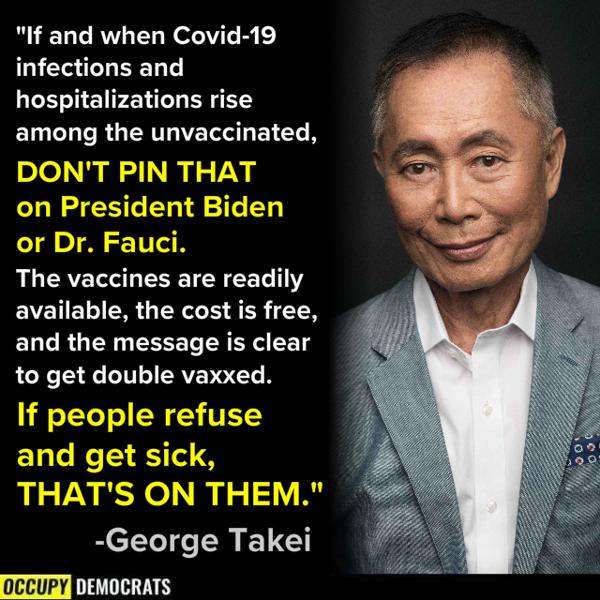 "If and when Covid-19
infections and
hospitalizations rise
among the unvaccinated,
DON'T PIN THAT
on President Biden
or Dr. Fauci.
The vaccines are readily
available, the cost is free,
and the message is clear
to get double vaxxed.
If people refuse
and get sick,
THAT'S ON THEM."
-George Takei
OCCUPY DEMOCRATS